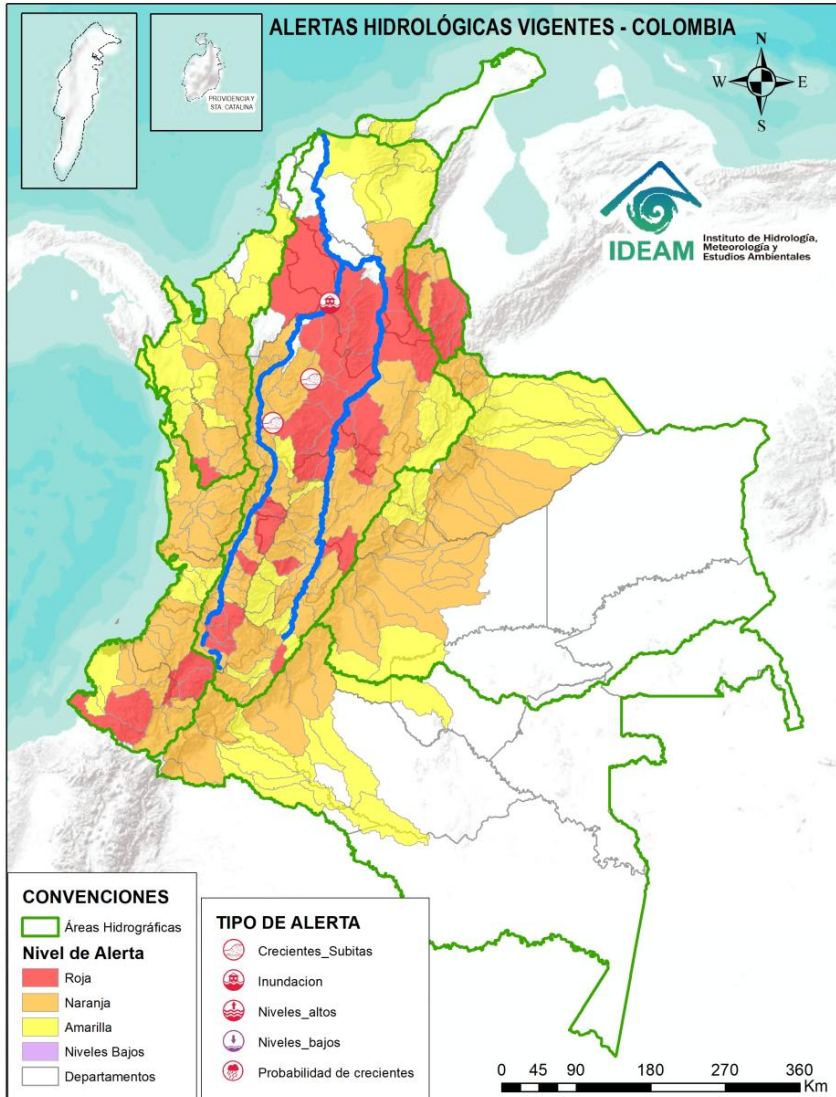 ALERTAS HIDROLÓGICAS VIGENTES - COLOMBIA
PROVIDENCIA Y
STA. CATALINA
N
W
E
S
IDEAM
Instituto de Hidrología,
Meteorología y
Estudios Ambientales
CONVENCIONES
Áreas Hidrográficas
Nivel de Alerta
Roja
Naranja
Amarilla
Niveles Bajos
Departamentos
TIPO DE ALERTA
Crecientes_Subitas
Inundacion
Niveles_altos
Niveles_bajos
Probabilidad de crecientes
0 45 90 180 270 360
Km